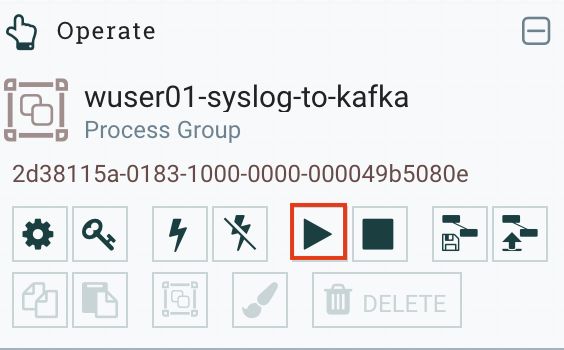 Operate
wuser01-syslog-to-kafka
Process Group
2d38115a-0183-1000-0000-000049b5080e
DELETE